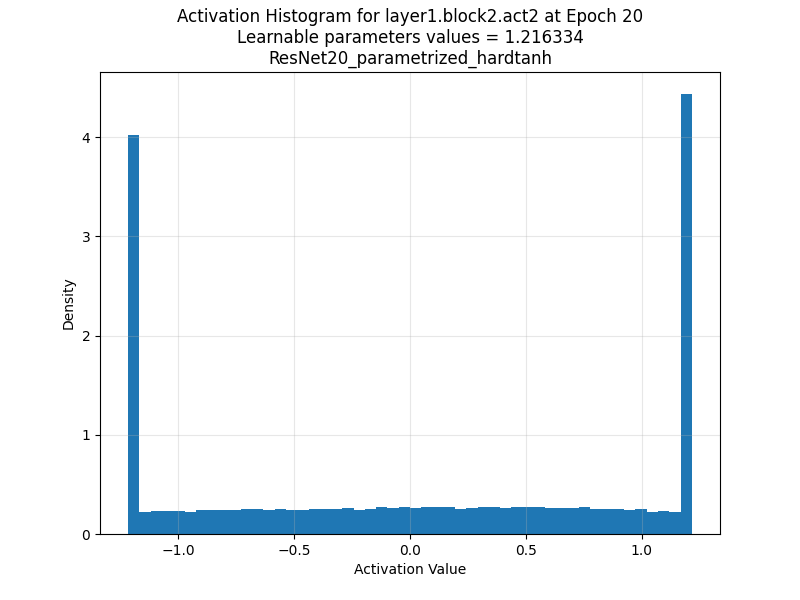 Activation Histogram for layer1.block2.act2 at Epoch 20
Learnable parameters values = 1.216334
ResNet20_parametrized_hardtanh
4
3
2
1
0
Density
−1.0 −0.5 0.0 0.5 1.0
Activation Value